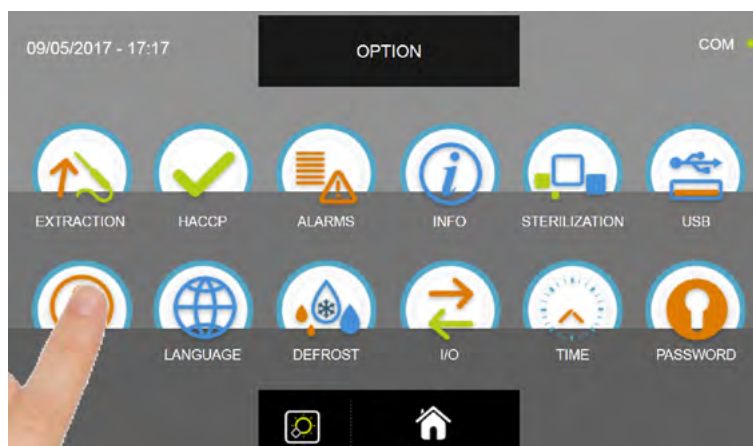 09/05/2017 - 17:17
OPTION
COM
EXTRACTION
HACCP
ALARMS
INFO
STERILIZATION
USB
LANGUAGE
DEFROST
I/O
TIME
PASSWORD